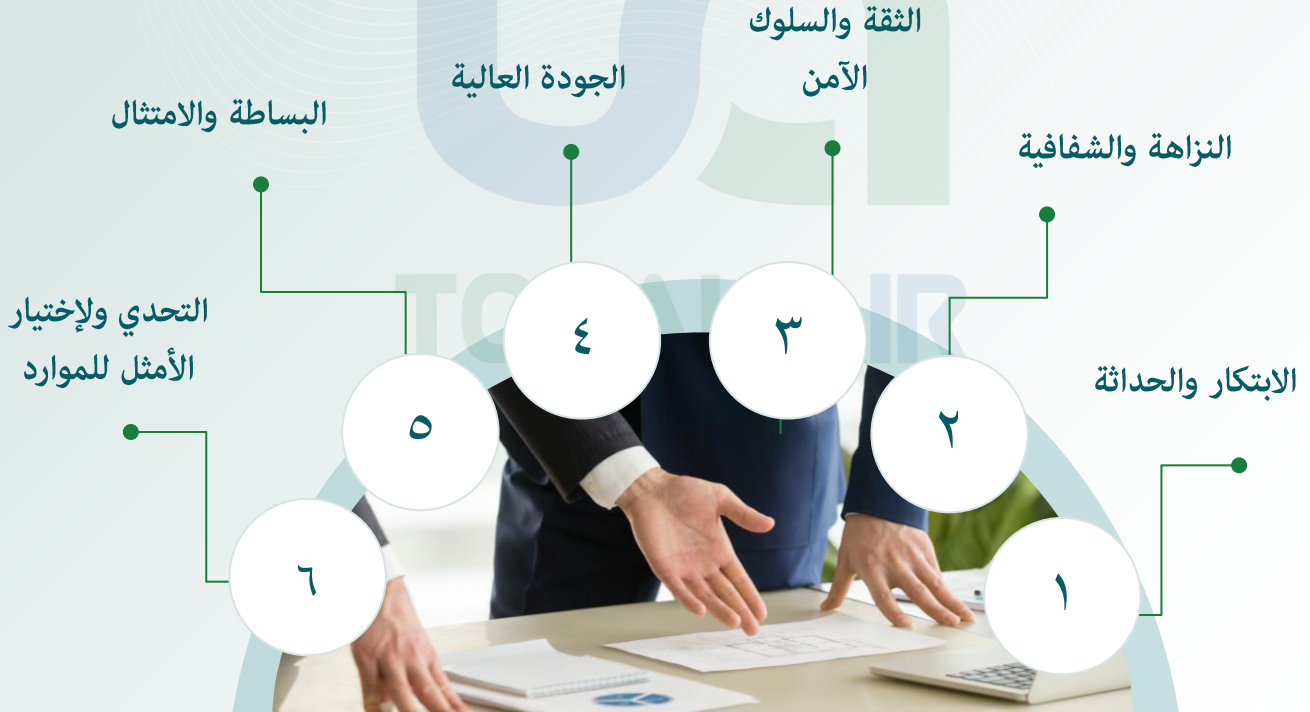 الابتكار والحداثة
١
النزاهة والشفافية
٢
الثقة والسلوك
الآمن
٣
الجودة العالية
٤
البساطة والامتثال
٥
التحدي ولإختيار
الأمثل للموارد
٦